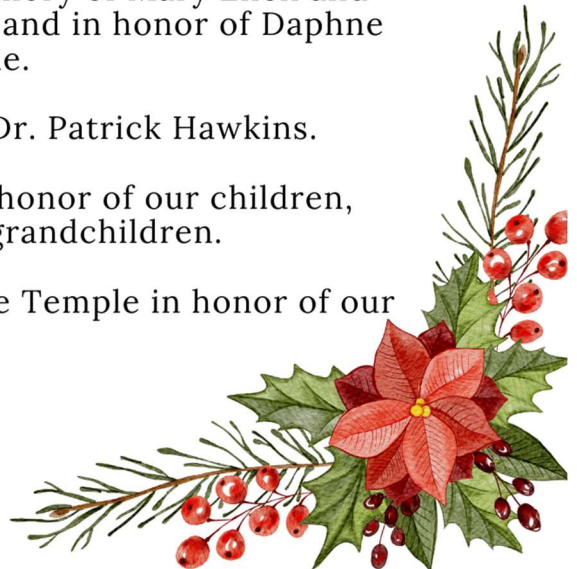 and in honor of Daphne
e.
Dr. Patrick Hawkins.
honor of our children,
grandchildren.
e Temple in honor of our